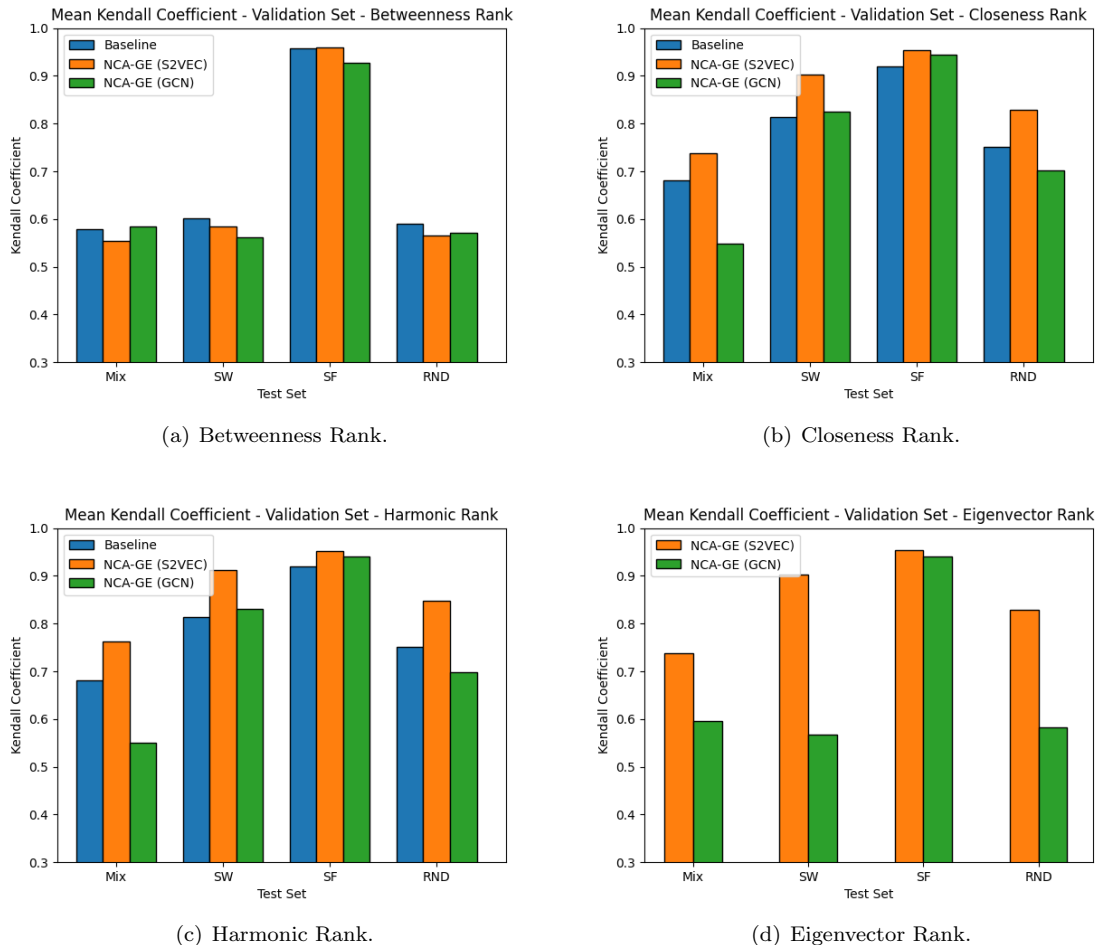 Mean Kendall Coefficient - Validation Set - Betweenness Rank
1.0
0.9
0.8
0.7
0.6
0.5
0.4
0.3
Kendall Coefficient
Baseline
NCA-GE (S2VEC)
NCA-GE (GCN)
Mix SW SF RND
Test Set
(a) Betweenness Rank.
Mean Kendall Coefficient - Validation Set - Closeness Rank
1.0
0.9
0.8
0.7
0.6
0.5
0.4
0.3
Kendall Coefficient
Baseline
NCA-GE (S2VEC)
NCA-GE (GCN)
Mix SW SF RND
Test Set
(b) Closeness Rank.
Mean Kendall Coefficient - Validation Set - Harmonic Rank
1.0
0.9
0.8
0.7
0.6
0.5
0.4
0.3
Kendall Coefficient
Baseline
NCA-GE (S2VEC)
NCA-GE (GCN)
Mix SW SF RND
Test Set
(c) Harmonic Rank.
Mean Kendall Coefficient - Validation Set - Eigenvector Rank
1.0
0.9
0.8
0.7
0.6
0.5
0.4
0.3
Kendall Coefficient
NCA-GE (S2VEC)
NCA-GE (GCN)
Mix SW SF RND
Test Set
(d) Eigenvector Rank.